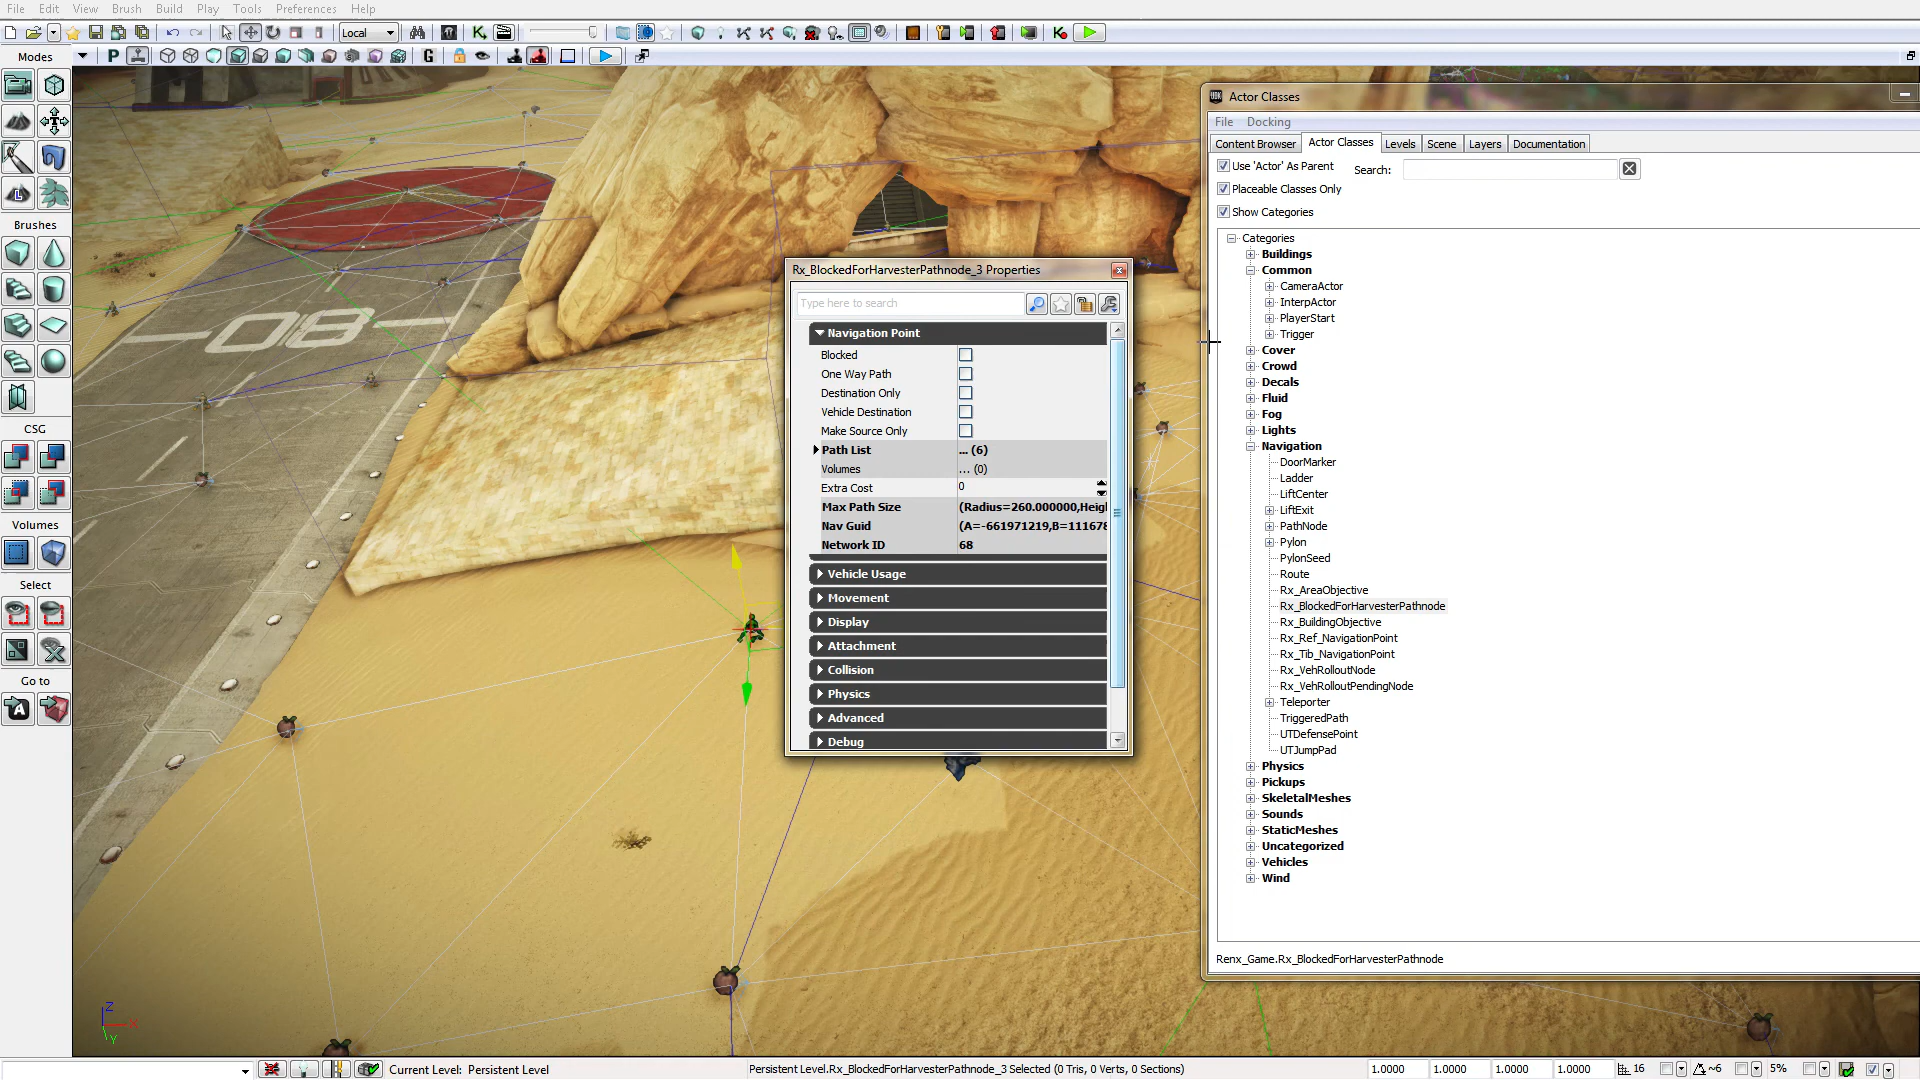 File Edit View Brush Build Play Tools Preferences Help
Local
Modes
P
G
Actor Classes
File Docking
Content Browser Actor Classes Levels Scene Layers Documentation
Use 'Actor' As Parent
Search:
Placeable Classes Only
Show Categories
Brushes
Categories
Buildings
Common
CameraActor
InterpActor
PlayerStart
Trigger
Cover
Crowd
Decals
Fluid
Fog
Lights
Navigation
DoorMarker
Ladder
LiftCenter
LiftExit
PathNode
Pylon
PylonSeed
Route
Rx_AreaObjective
Rx_BlockedForHarvesterPathnode
Rx_BuildingObjective
Rx_Ref_NavigationPoint
Rx_Tib_NavigationPoint
Rx_VehRolloutNode
Rx_VehRolloutPendingNode
Teleporter
TriggeredPath
UTDefensePoint
UTJumpPad
Physics
Pickups
SkeletalMeshes
Sounds
StaticMeshes
Uncategorized
Vehicles
Wind
Renx_Game.Rx_BlockedForHarvesterPathnode
08
Rx_BlockedForHarvesterPathnode_3 Properties
Type here to search
Navigation Point
Blocked
One Way Path
Destination Only
Vehicle Destination
Make Source Only
Path List ... (6)
Volumes ... (0)
Extra Cost 0
Max Path Size (Radius=260.000000,Heig
Nav Guid (A=-661971219,B=111678
Network ID 68
Vehicle Usage
Movement
Display
Attachment
Collision
Physics
Advanced
Debug
CSG
Volumes
Select
Go to
A
Z
X
Y
Current Level: Persistent Level
Persistent Level.Rx_BlockedForHarvesterPathnode_3 Selected (0 Tris, 0 Verts, 0 Sections)
1.0000 1.0000 1.0000 1.0000 16 ~6 5%